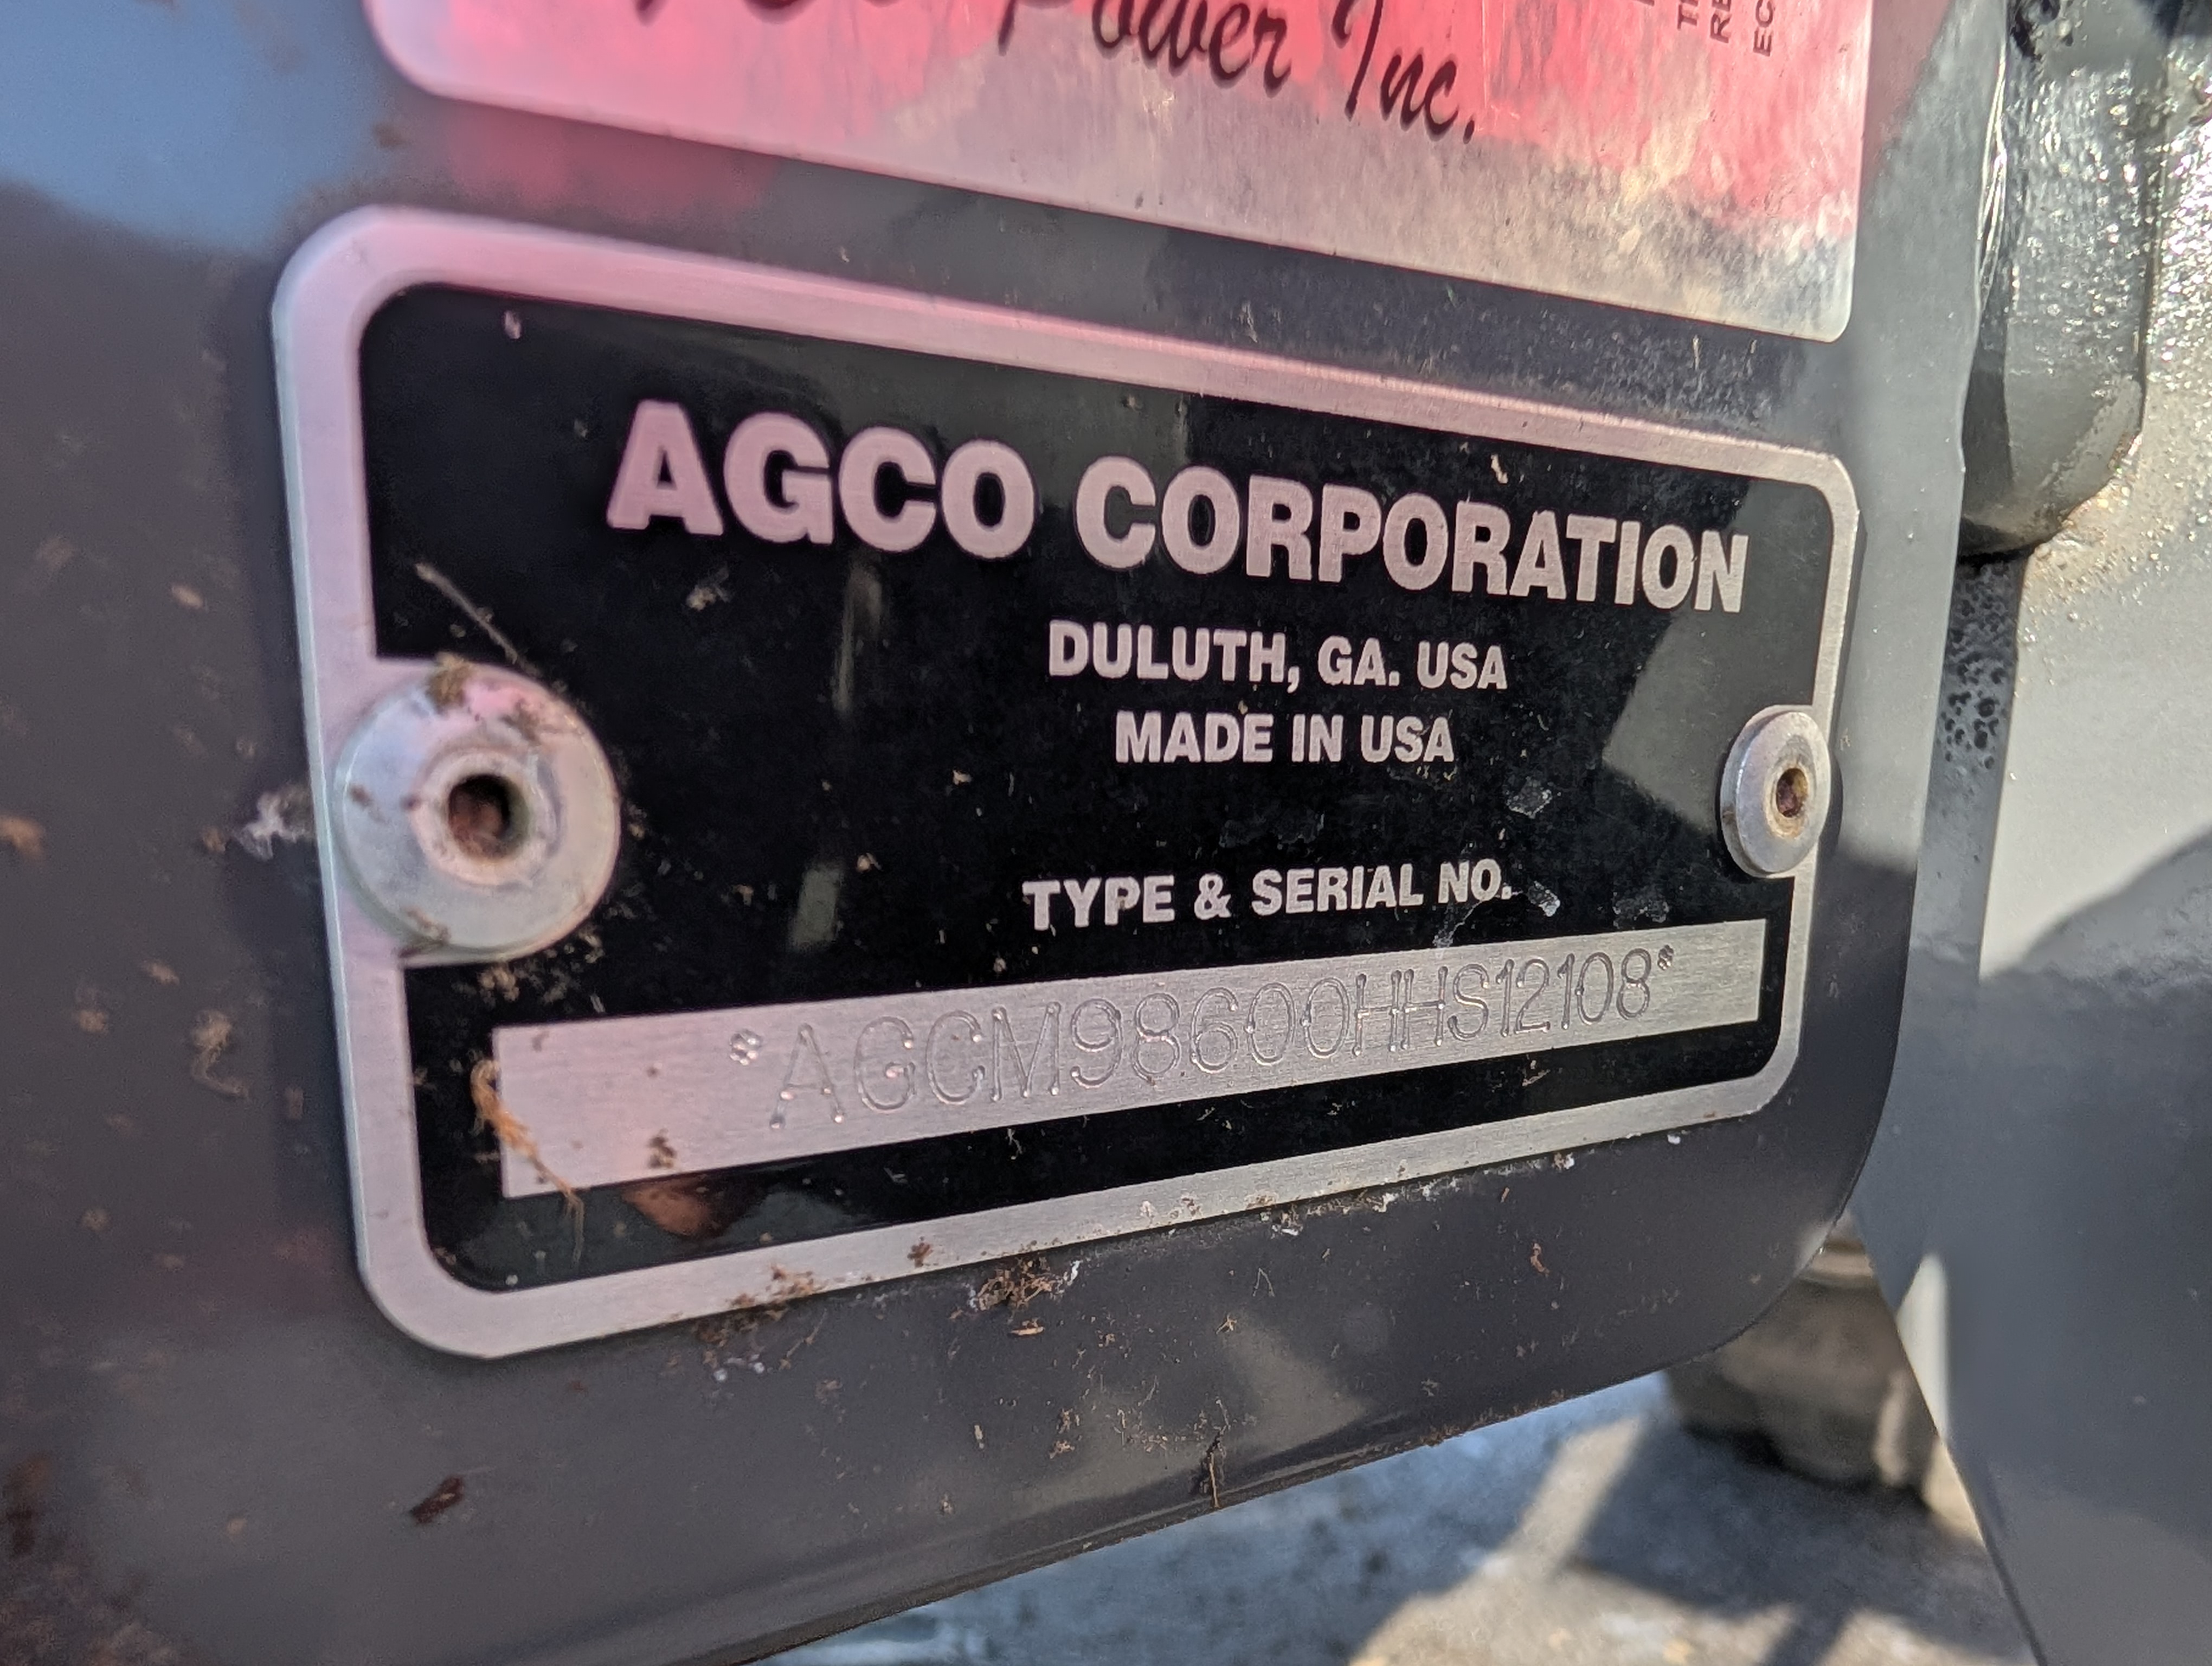 Power Inc.
AGCO CORPORATION
DULUTH, GA. USA
MADE IN USA
TYPE & SERIAL NO.
*AGCM98600HHS12108*